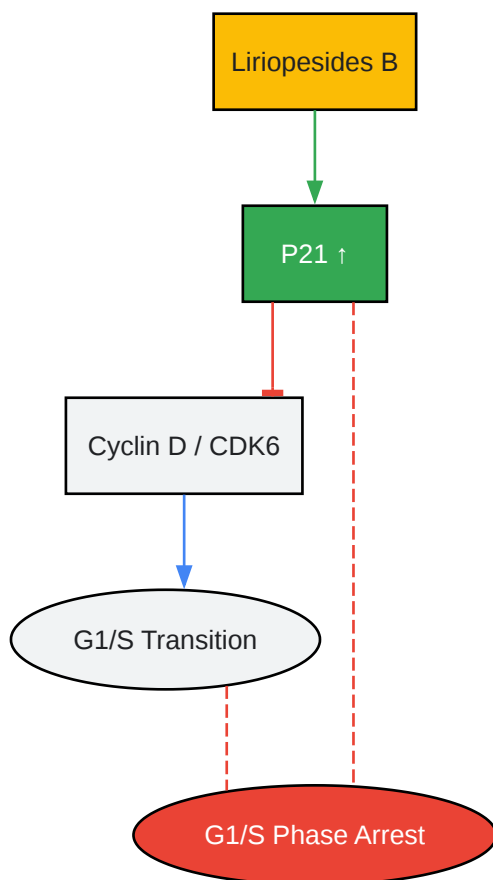 Liriopesides B
P21 ↑
Cyclin D / CDK6
G1/S Transition
G1/S Phase Arrest